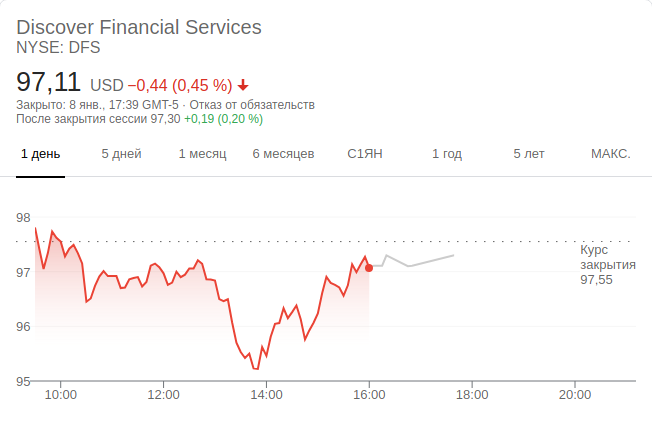 Discover Financial Services
NYSE: DFS
97,11 USD −0,44 (0,45 %)
Закрыто: 8 янв., 17:39 GMT-5 · Отказ от обязательств
После закрытия сессии 97,30 +0,19 (0,20 %)
1 день 5 дней 1 месяц 6 месяцев С1ЯН 1 год 5 лет МАКС.
98
Курс
закрытия
97,55
97
96
95
10:00 12:00 14:00 16:00 18:00 20:00